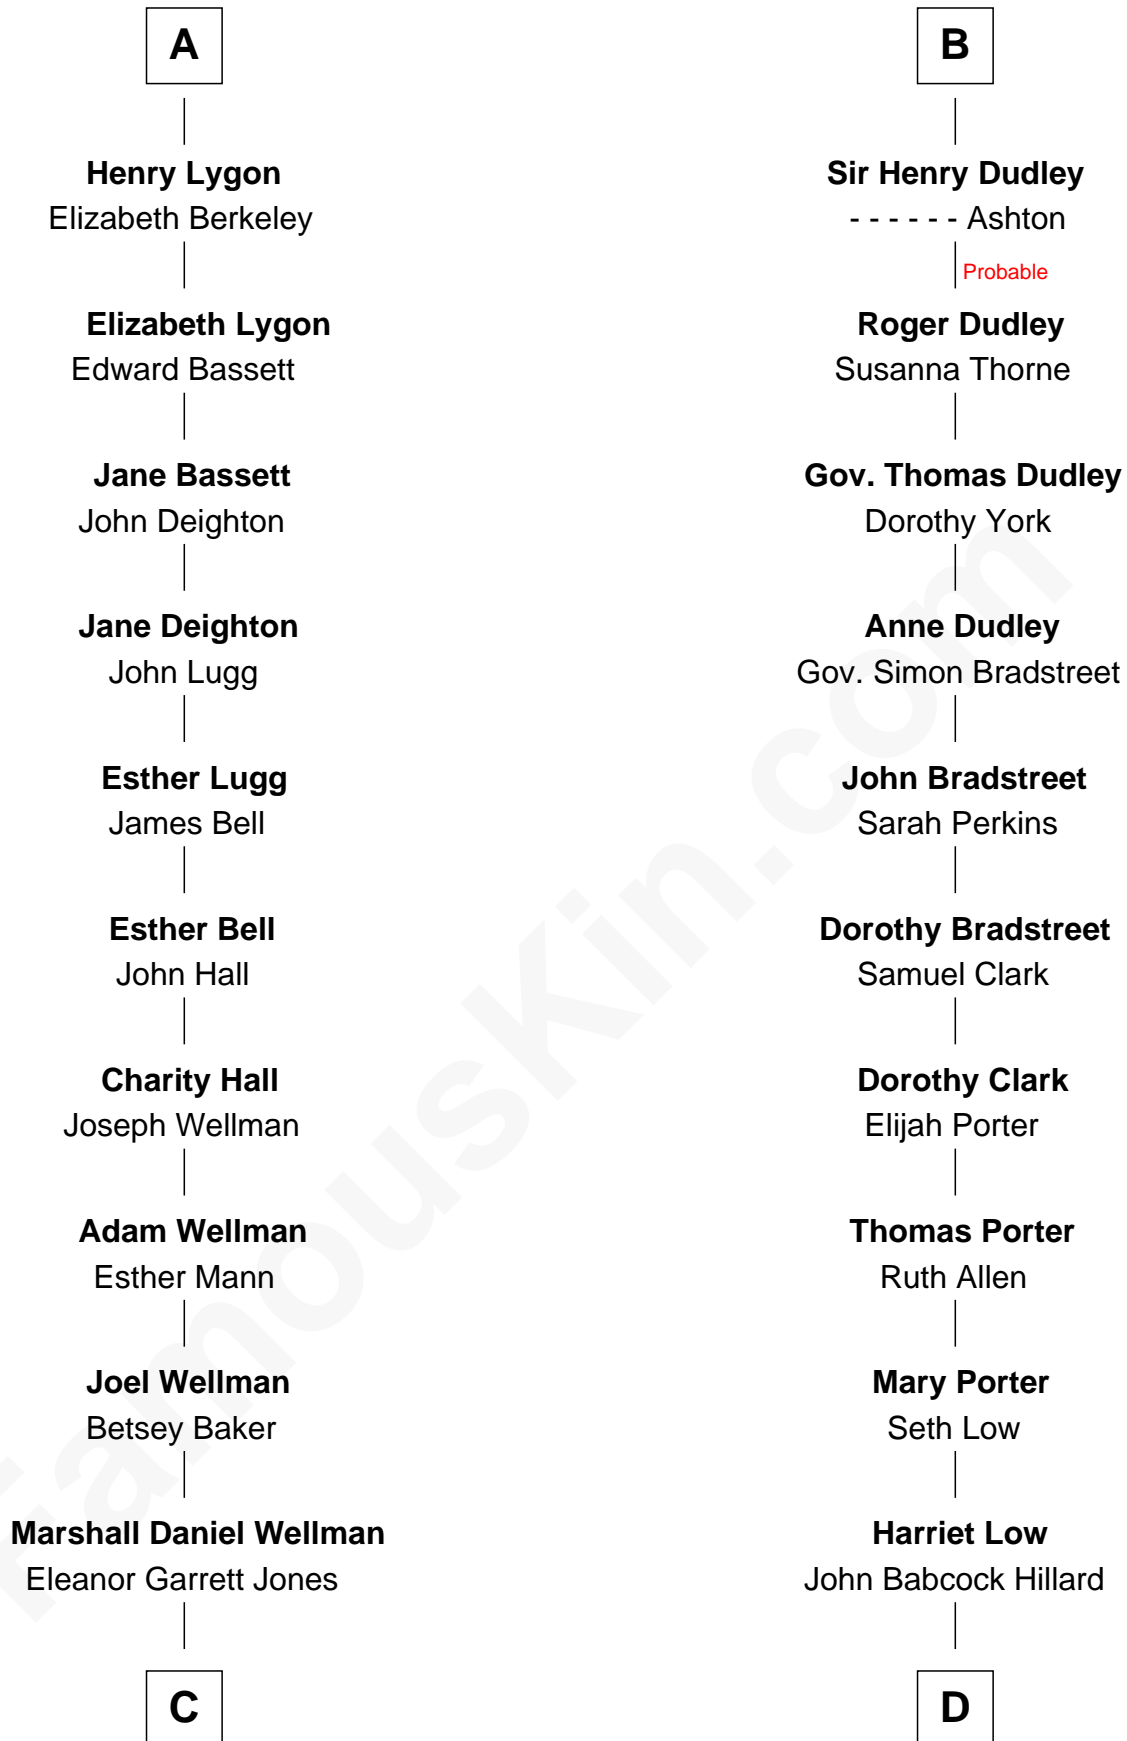 A
Henry Lygon
Elizabeth Berkeley
Elizabeth Lygon
Edward Bassett
Jane Bassett
John Deighton
Jane Deighton
John Lugg
Esther Lugg
James Bell
Esther Bell
John Hall
Charity Hall
Joseph Wellman
Adam Wellman
Esther Mann
Joel Wellman
Betsey Baker
Marshall Daniel Wellman
Eleanor Garrett Jones
C
B
Sir Henry Dudley
- - - - - - Ashton
Probable
Roger Dudley
Susanna Thorne
Gov. Thomas Dudley
Dorothy York
Anne Dudley
Gov. Simon Bradstreet
John Bradstreet
Sarah Perkins
Dorothy Bradstreet
Samuel Clark
Dorothy Clark
Elijah Porter
Thomas Porter
Ruth Allen
Mary Porter
Seth Low
Harriet Low
John Babcock Hillard
D
FamousKin.com